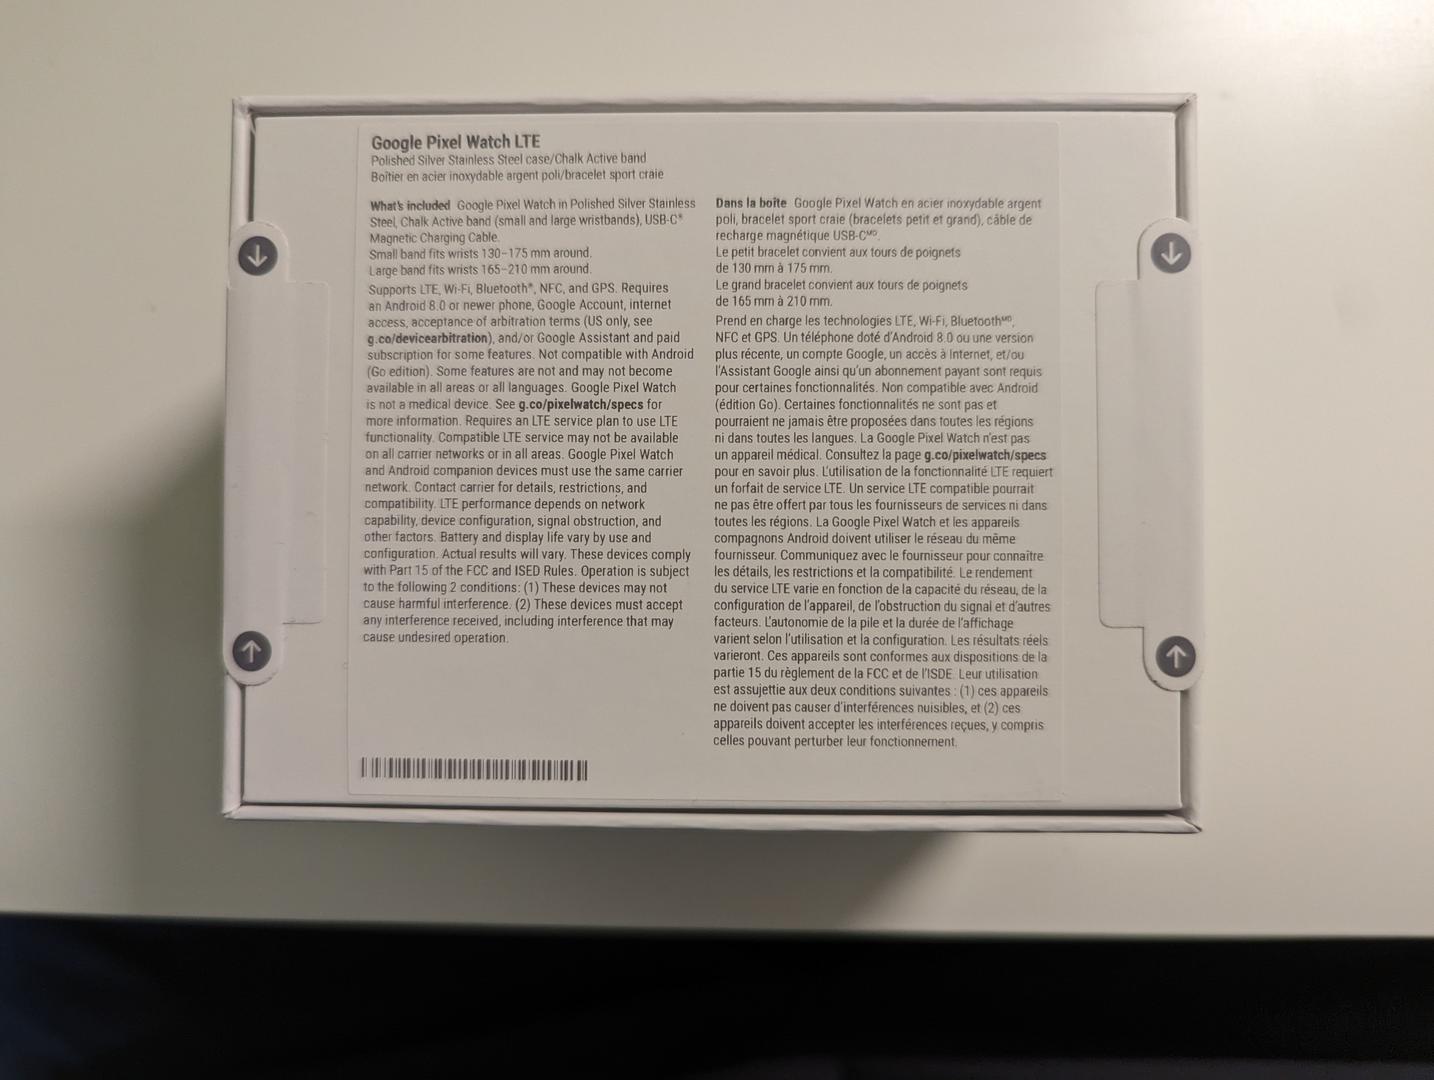 Google Pixel Watch LTE
Polished Silver Stainless Steel case/Chalk Active band
Boîtier en acier inoxydable argent poli/bracelet sport craie
What's included Google Pixel Watch in Polished Silver Stainless
Steel, Chalk Active band (small and large wristbands), USB-C®
Magnetic Charging Cable.
Small band fits wrists 130–175 mm around.
Large band fits wrists 165–210 mm around.
Supports LTE, Wi-Fi, Bluetooth®, NFC, and GPS. Requires
an Android 8.0 or newer phone, Google Account, internet
access, acceptance of arbitration terms (US only, see
g.co/devicearbitration), and/or Google Assistant and paid
subscription for some features. Not compatible with Android
(Go edition). Some features are not and may not become
available in all areas or all languages. Google Pixel Watch
is not a medical device. See g.co/pixelwatch/specs for
more information. Requires an LTE service plan to use LTE
functionality. Compatible LTE service may not be available
on all carrier networks or in all areas. Google Pixel Watch
and Android companion devices must use the same carrier
network. Contact carrier for details, restrictions, and
compatibility. LTE performance depends on network
capability, device configuration, signal obstruction, and
other factors. Battery and display life vary by use and
configuration. Actual results will vary. These devices comply
with Part 15 of the FCC and ISED Rules. Operation is subject
to the following 2 conditions: (1) These devices may not
cause harmful interference. (2) These devices must accept
any interference received, including interference that may
cause undesired operation.
Dans la boîte Google Pixel Watch en acier inoxydable argent
poli, bracelet sport craie (bracelets petit et grand), câble de
recharge magnétique USB-Cᴹᴰ.
Le petit bracelet convient aux tours de poignets
de 130 mm à 175 mm.
Le grand bracelet convient aux tours de poignets
de 165 mm à 210 mm.
Prend en charge les technologies LTE, Wi-Fi, Bluetoothᴹᴰ,
NFC et GPS. Un téléphone doté d'Android 8.0 ou une version
plus récente, un compte Google, un accès à Internet, et/ou
l'Assistant Google ainsi qu'un abonnement payant sont requis
pour certaines fonctionnalités. Non compatible avec Android
(édition Go). Certaines fonctionnalités ne sont pas et
pourraient ne jamais être proposées dans toutes les régions
ni dans toutes les langues. La Google Pixel Watch n'est pas
un appareil médical. Consultez la page g.co/pixelwatch/specs
pour en savoir plus. L'utilisation de la fonctionnalité LTE requiert
un forfait de service LTE. Un service LTE compatible pourrait
ne pas être offert par tous les fournisseurs de services ni dans
toutes les régions. La Google Pixel Watch et les appareils
compagnons Android doivent utiliser le réseau du même
fournisseur. Communiquez avec le fournisseur pour connaître
les détails, les restrictions et la compatibilité. Le rendement
du service LTE varie en fonction de la capacité du réseau, de la
configuration de l'appareil, de l'obstruction du signal et d'autres
facteurs. L'autonomie de la pile et la durée de l'affichage
varient selon l'utilisation et la configuration. Les résultats réels
varieront. Ces appareils sont conformes aux dispositions de la
partie 15 du règlement de la FCC et de l'ISDE. Leur utilisation
est assujettie aux deux conditions suivantes : (1) ces appareils
ne doivent pas causer d'interférences nuisibles, et (2) ces
appareils doivent accepter les interférences reçues, y compris
celles pouvant perturber leur fonctionnement.